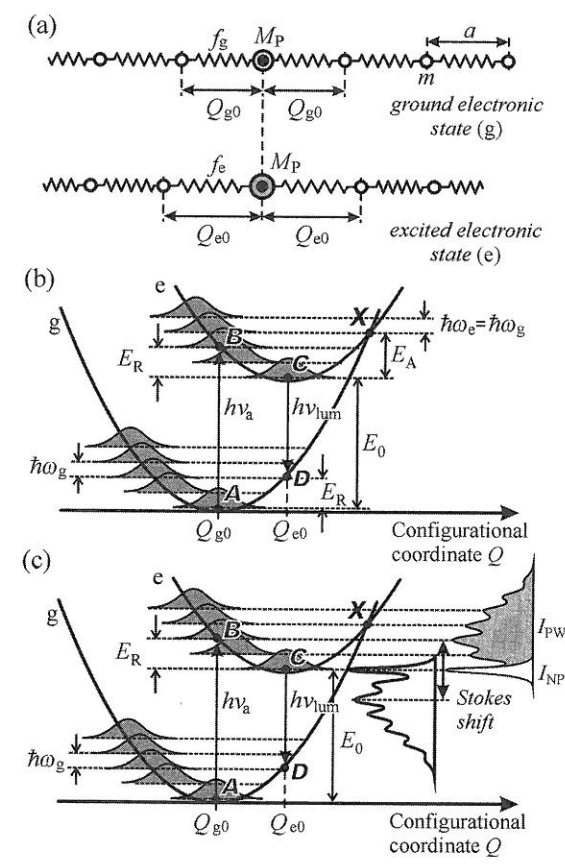 (a)
f_g M_P a
m
Q_g0 Q_g0
ground electronic
state (g)
f_e M_P
Q_e0 Q_e0
excited electronic
state (e)
(b)
e
g
X
B
ħω_e=ħω_g
E_R C E_A
hν_a hν_lum
E_0
ħω_g
D
A E_R
Q_g0 Q_e0
Configurational
coordinate Q
(c)
e
g
X
B
I_PW
E_R C
I_NP
Stokes
shift
hν_a hν_lum
E_0
ħω_g
D
A
Q_g0 Q_e0
Configurational
coordinate Q